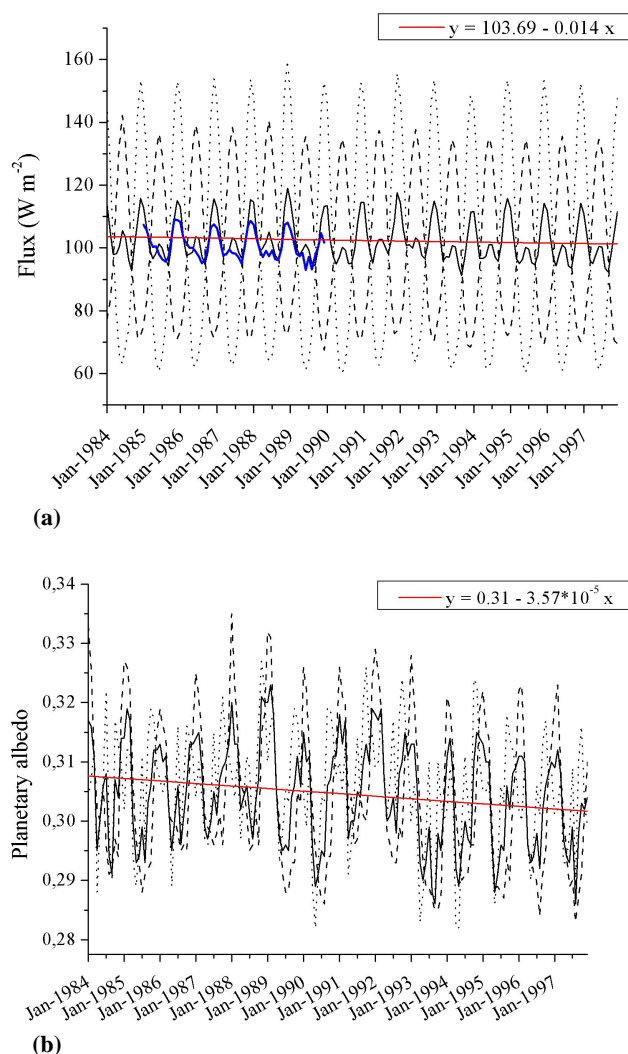 y = 103.69 - 0.014 x
Flux (W m⁻²)
160
140
120
100
80
60
Jan-1984
Jan-1985
Jan-1986
Jan-1987
Jan-1988
Jan-1989
Jan-1990
Jan-1991
Jan-1992
Jan-1993
Jan-1994
Jan-1995
Jan-1996
Jan-1997
(a)
y = 0.31 - 3.57*10⁻⁵ x
Planetary albedo
0,34
0,33
0,32
0,31
0,30
0,29
0,28
Jan-1984
Jan-1985
Jan-1986
Jan-1987
Jan-1988
Jan-1989
Jan-1990
Jan-1991
Jan-1992
Jan-1993
Jan-1994
Jan-1995
Jan-1996
Jan-1997
(b)